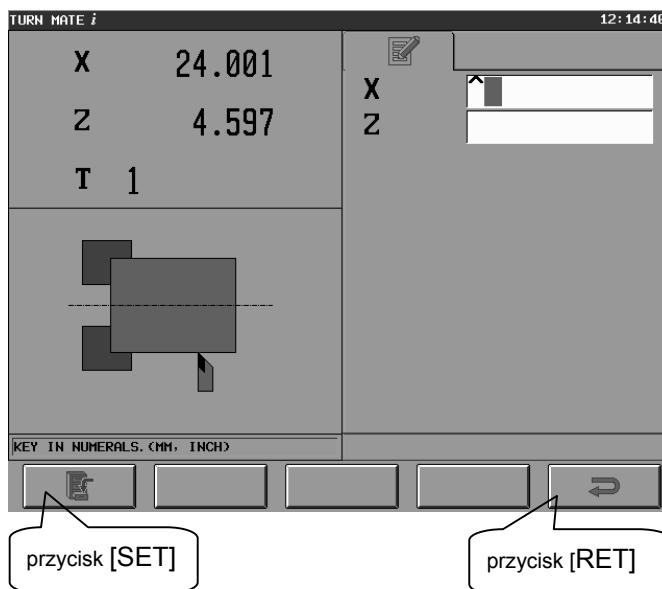 TURN MATE i 12:14:40
X 24.001
Z 4.597
T 1
X ^
Z
KEY IN NUMERALS.(MM, INCH)
przycisk [SET]
przycisk [RET]